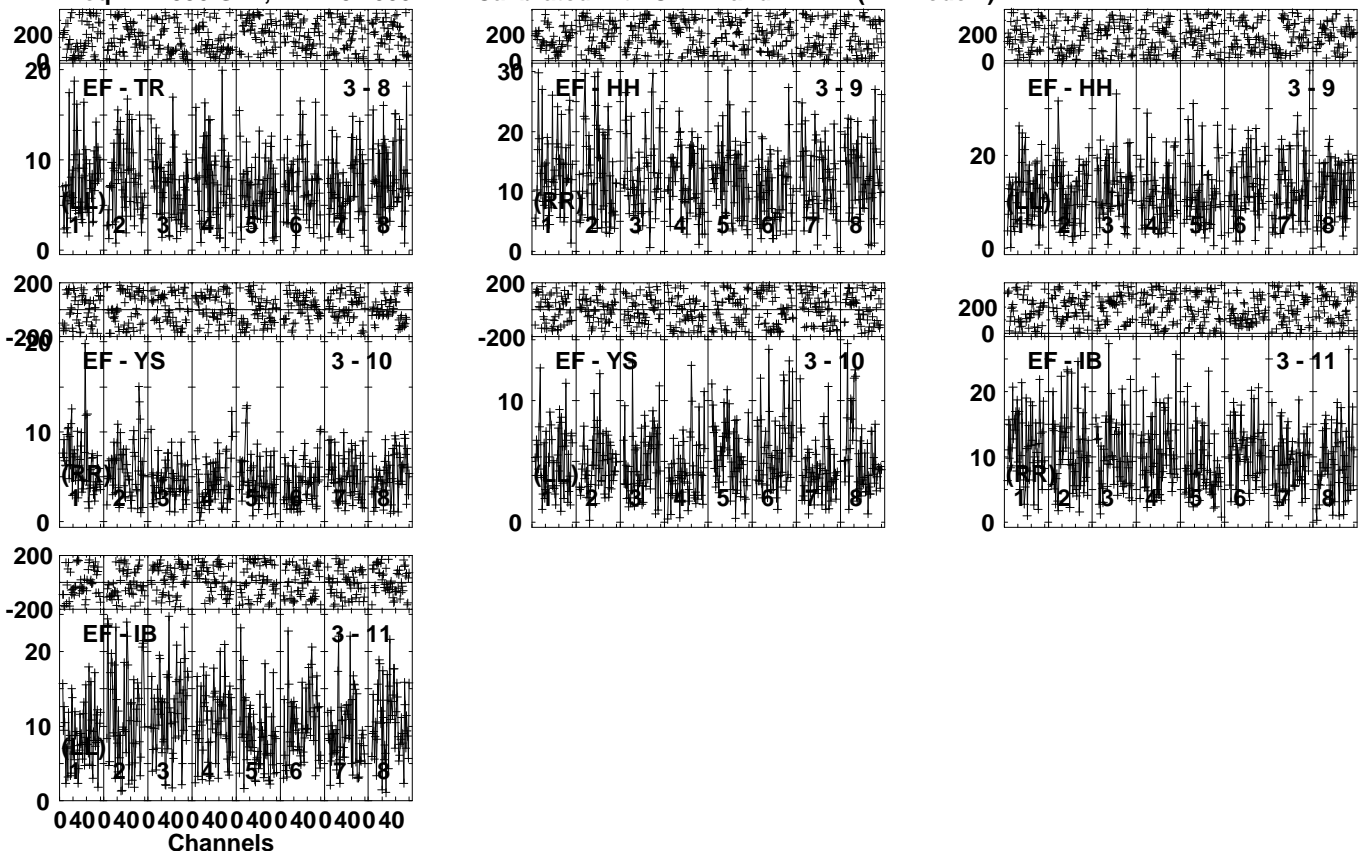 200 200 200
0 0 0
20 EF - TR 3 - 8 30 EF - HH 3 - 9 EF - HH 3 - 9
20 20
10 10
(LL) (RR) (LL)
1 2 3 4 5 6 7 8 1 2 3 4 5 6 7 8 1 2 3 4 5 6 7 8
0 0 0
200 200 200
-200 -200 0
20 EF - YS 3 - 10 EF - YS 3 - 10 EF - IB 3 - 11
20
10 10 10
(RR) (LL) (RR)
1 2 3 4 5 6 7 8 1 2 3 4 5 6 7 8 1 2 3 4 5 6 7 8
0 0 0
200
-200
EF - IB 3 - 11
20
10
(LL)
1 2 3 4 5 6 7 8
0
0 40 0 40 0 40 0 40 0 40 0 40 0 40 0 40
Channels